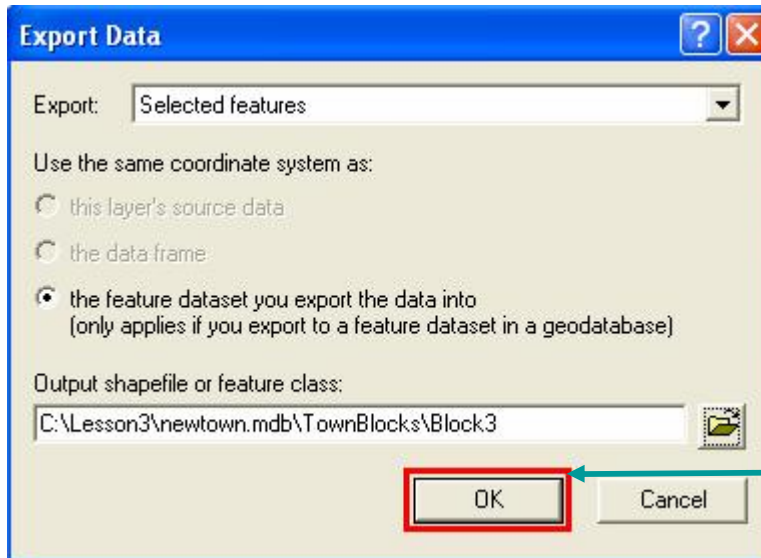 Export Data
Export: Selected features
Use the same coordinate system as:
this layer's source data
the data frame
the feature dataset you export the data into
(only applies if you export to a feature dataset in a geodatabase)
Output shapefile or feature class:
C:\Lesson3\newtown.mdb\TownBlocks\Block3
OK Cancel